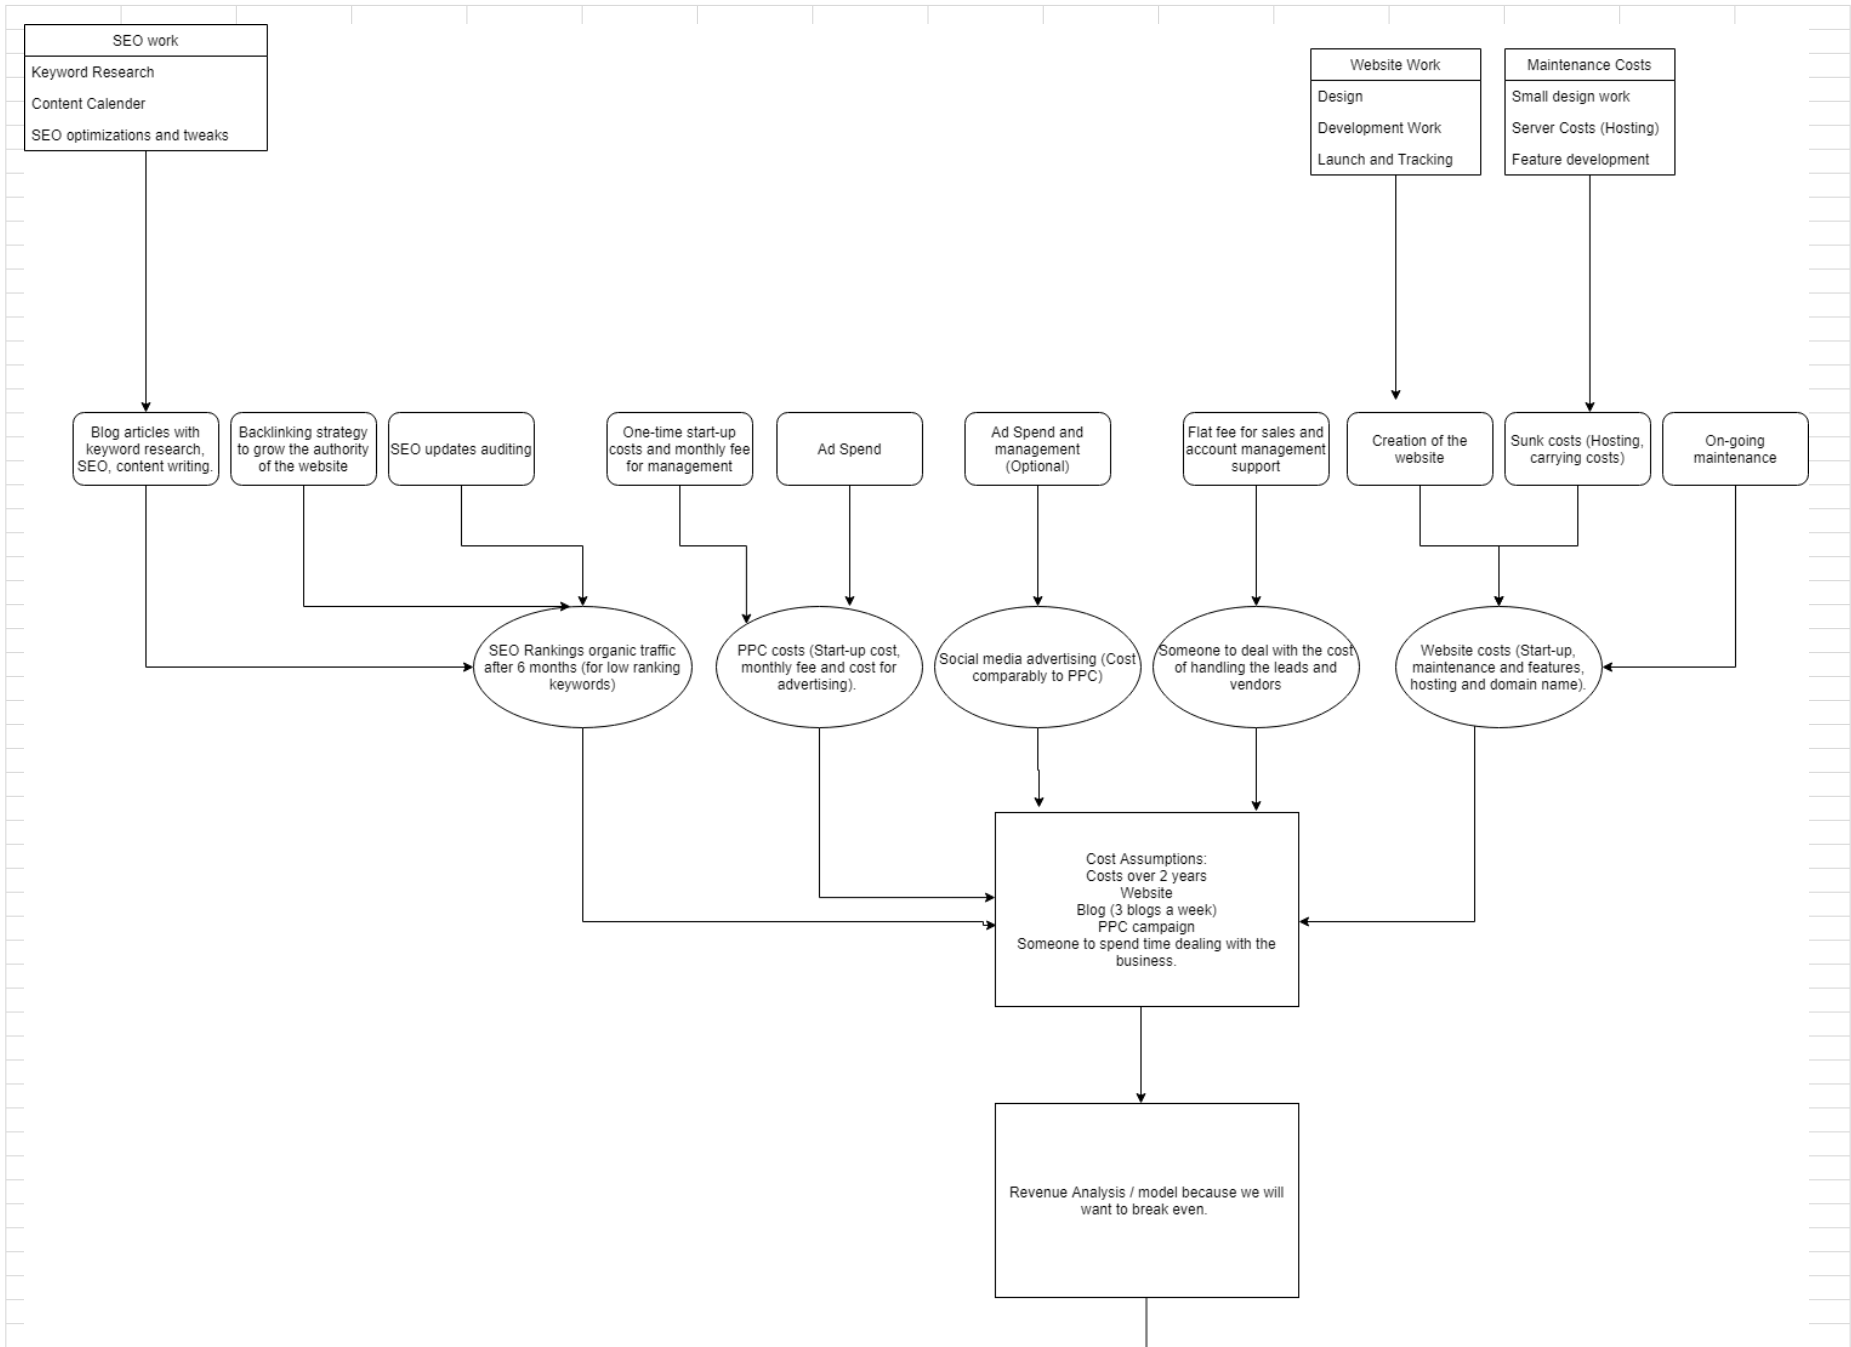 SEO work
Keyword Research
Content Calender
SEO optimizations and tweaks
Website Work
Design
Development Work
Launch and Tracking
Maintenance Costs
Small design work
Server Costs (Hosting)
Feature development
Blog articles with
keyword research,
SEO, content writing.
Backlinking strategy
to grow the authority
of the website
SEO updates auditing
One-time start-up
costs and monthly fee
for management
Ad Spend
Ad Spend and
management
(Optional)
Flat fee for sales and
account management
support
Creation of the
website
Sunk costs (Hosting,
carrying costs)
On-going
maintenance
SEO Rankings organic traffic
after 6 months (for low ranking
keywords)
PPC costs (Start-up cost,
monthly fee and cost for
advertising).
Social media advertising (Cost
comparably to PPC)
Someone to deal with the cost
of handling the leads and
vendors
Website costs (Start-up,
maintenance and features,
hosting and domain name).
Cost Assumptions:
Costs over 2 years
Website
Blog (3 blogs a week)
PPC campaign
Someone to spend time dealing with the
business.
Revenue Analysis / model because we will
want to break even.